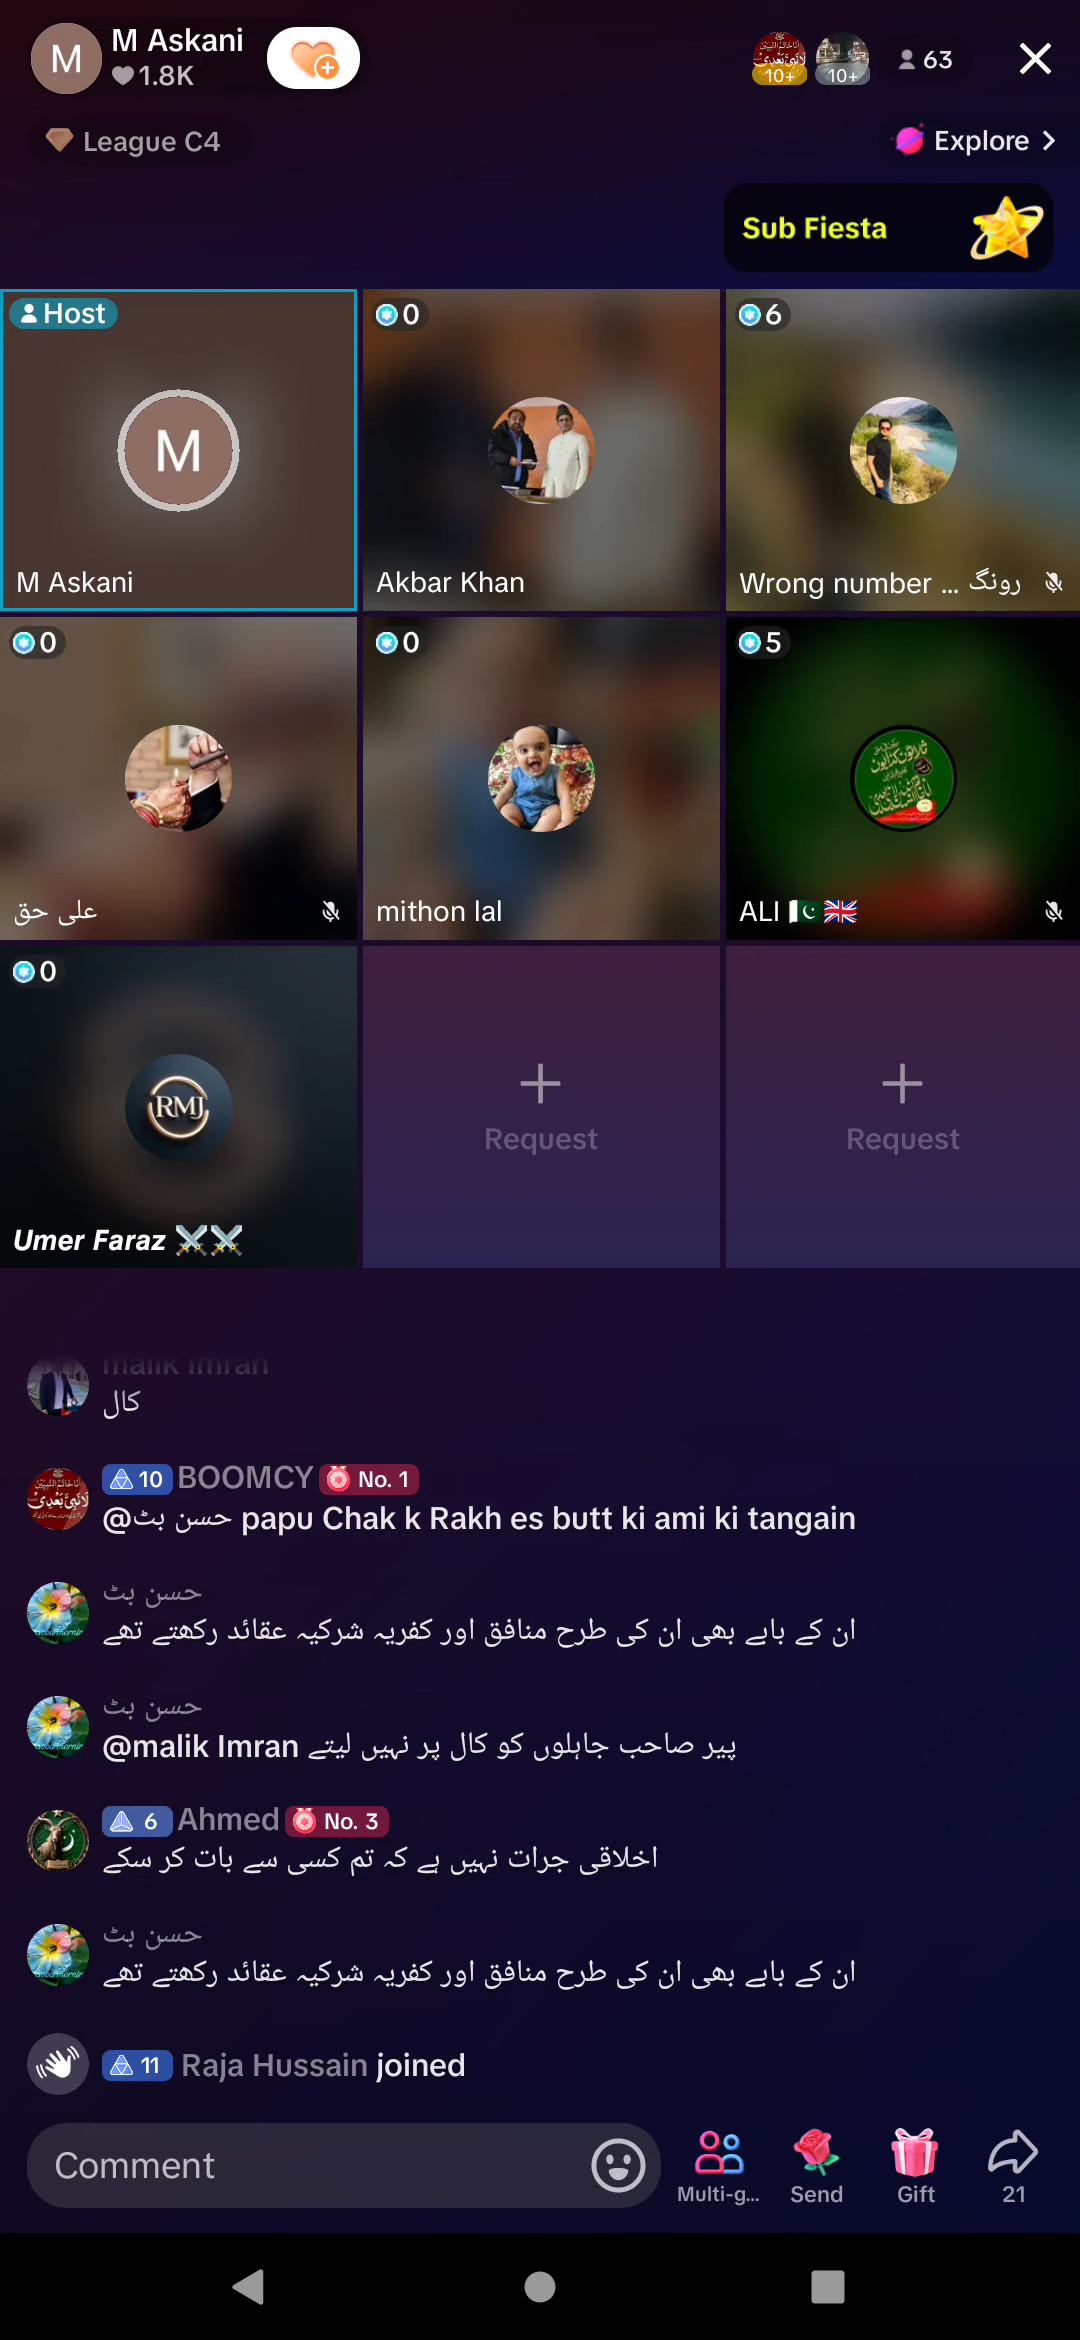 M
M Askani
1.8K
10+
10+
63
League C4
Explore
Sub Fiesta
Host
M
M Askani
0
Akbar Khan
6
Wrong number ... رونگ
0
علی حق
0
mithon lal
5
ALI
0
RMJ
Umer Faraz
Request
Request
malik Imran
کال
10 BOOMCY No. 1
@حسن بٹ papu Chak k Rakh es butt ki ami ki tangain
حسن بٹ
ان کے بابے بھی ان کی طرح منافق اور کفریہ شرکیہ عقائد رکھتے تھے
حسن بٹ
@malik Imran پیر صاحب جاہلوں کو کال پر نہیں لیتے
6 Ahmed No. 3
اخلاقی جرات نہیں ہے کہ تم کسی سے بات کر سکے
حسن بٹ
ان کے بابے بھی ان کی طرح منافق اور کفریہ شرکیہ عقائد رکھتے تھے
11 Raja Hussain joined
Comment
Multi-g...
Send
Gift
21